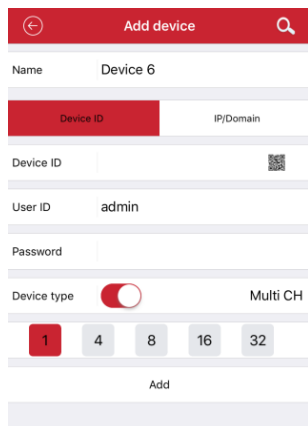 Add device
Name Device 6
Device ID IP/Domain
Device ID
User ID admin
Password
Device type Multi CH
1 4 8 16 32
Add